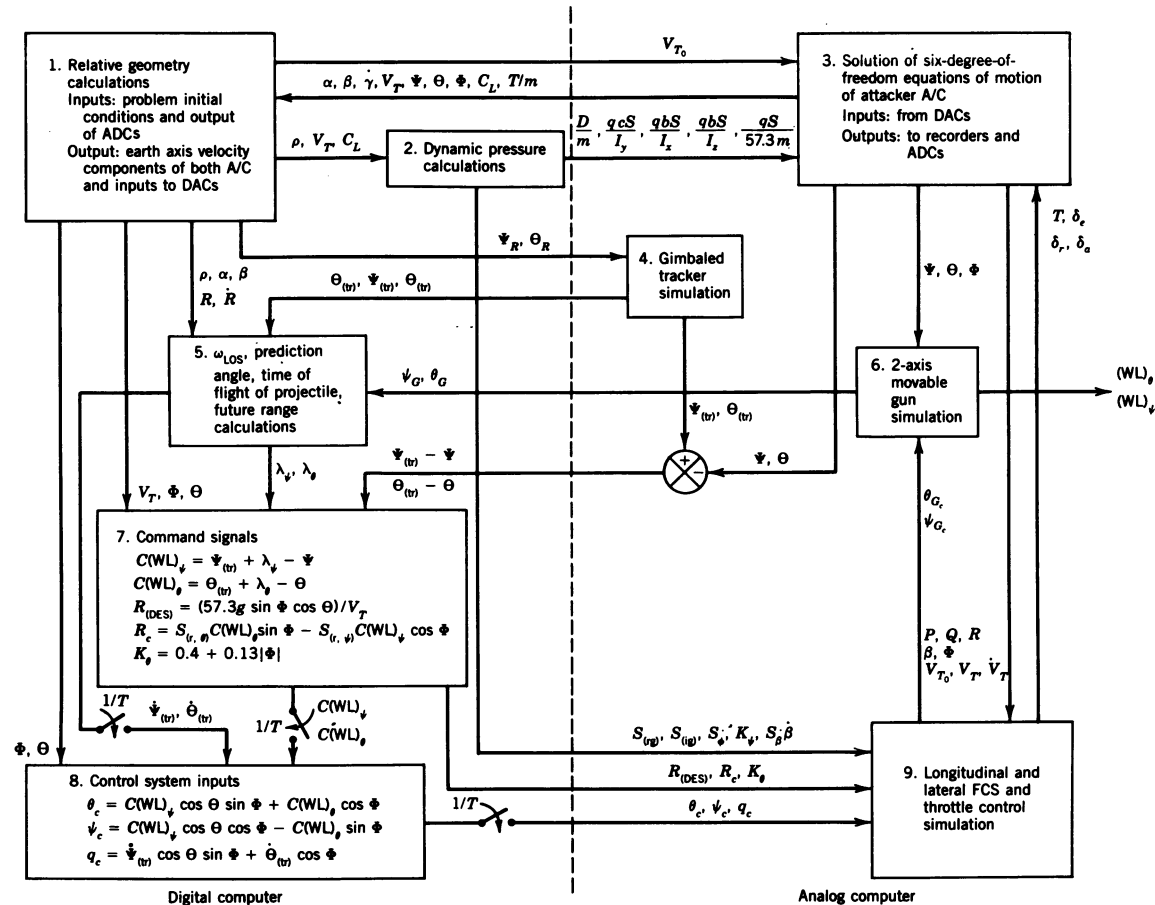 1. Relative geometry
calculations
Inputs: problem initial
conditions and output
of ADCs
Output: earth axis velocity
components of both A/C
and inputs to DACs
V_{T_0}
α, β, γ̇, V_T, Ψ, Θ, Φ, C_L, T/m
ρ, V_T, C_L
2. Dynamic pressure
calculations
D/m, qcS/I_y, qbS/I_x, qbS/I_z, qS/57.3 m
3. Solution of six-degree-of-
freedom equations of motion
of attacker A/C
Inputs: from DACs
Outputs: to recorders and
ADCs
T, δ_e
δ_r, δ_a
Ψ_R, Θ_R
4. Gimbaled
tracker
simulation
Θ_(tr), Ψ_(tr), Θ_(tr)
ρ, α, β
R, Ṙ
Ψ, Θ, Φ
5. ω_LOS, prediction
angle, time of
flight of projectile,
future range
calculations
ψ_G, θ_G
6. 2-axis
movable
gun
simulation
(WL)_θ
(WL)_ψ
Ψ_(tr), Θ_(tr)
+
−
Ψ, Θ
Ψ_(tr) − Ψ
Θ_(tr) − Θ
λ_ψ, λ_θ
V_T, Φ, Θ
θ_{G_c}
ψ_{G_c}
7. Command signals
C(WL)_ψ = Ψ_(tr) + λ_ψ − Ψ
C(WL)_θ = Θ_(tr) + λ_θ − Θ
R_(DES) = (57.3g sin Φ cos Θ)/V_T
R_c = S_(r, θ)C(WL)_θ sin Φ − S_(r, ψ)C(WL)_ψ cos Φ
K_θ = 0.4 + 0.13|Φ|
P, Q, R
β, Φ
V_{T_0}, V_T, V̇_T
1/T
Ψ̇_(tr), Θ̇_(tr)
1/T
C(WL)_ψ
C(WL)_θ
Φ, Θ
S_(rg), S_(ig), S_ψ̇, K_ψ, S_β̇ β̇
R_(DES), R_c, K_θ
1/T
θ_c, ψ_c, q_c
8. Control system inputs
θ_c = C(WL)_ψ cos Θ sin Φ + C(WL)_θ cos Φ
ψ_c = C(WL)_ψ cos Θ cos Φ − C(WL)_θ sin Φ
q_c = Ψ̇_(tr) cos Θ sin Φ + Θ̇_(tr) cos Φ
9. Longitudinal and
lateral FCS and
throttle control
simulation
Digital computer
Analog computer